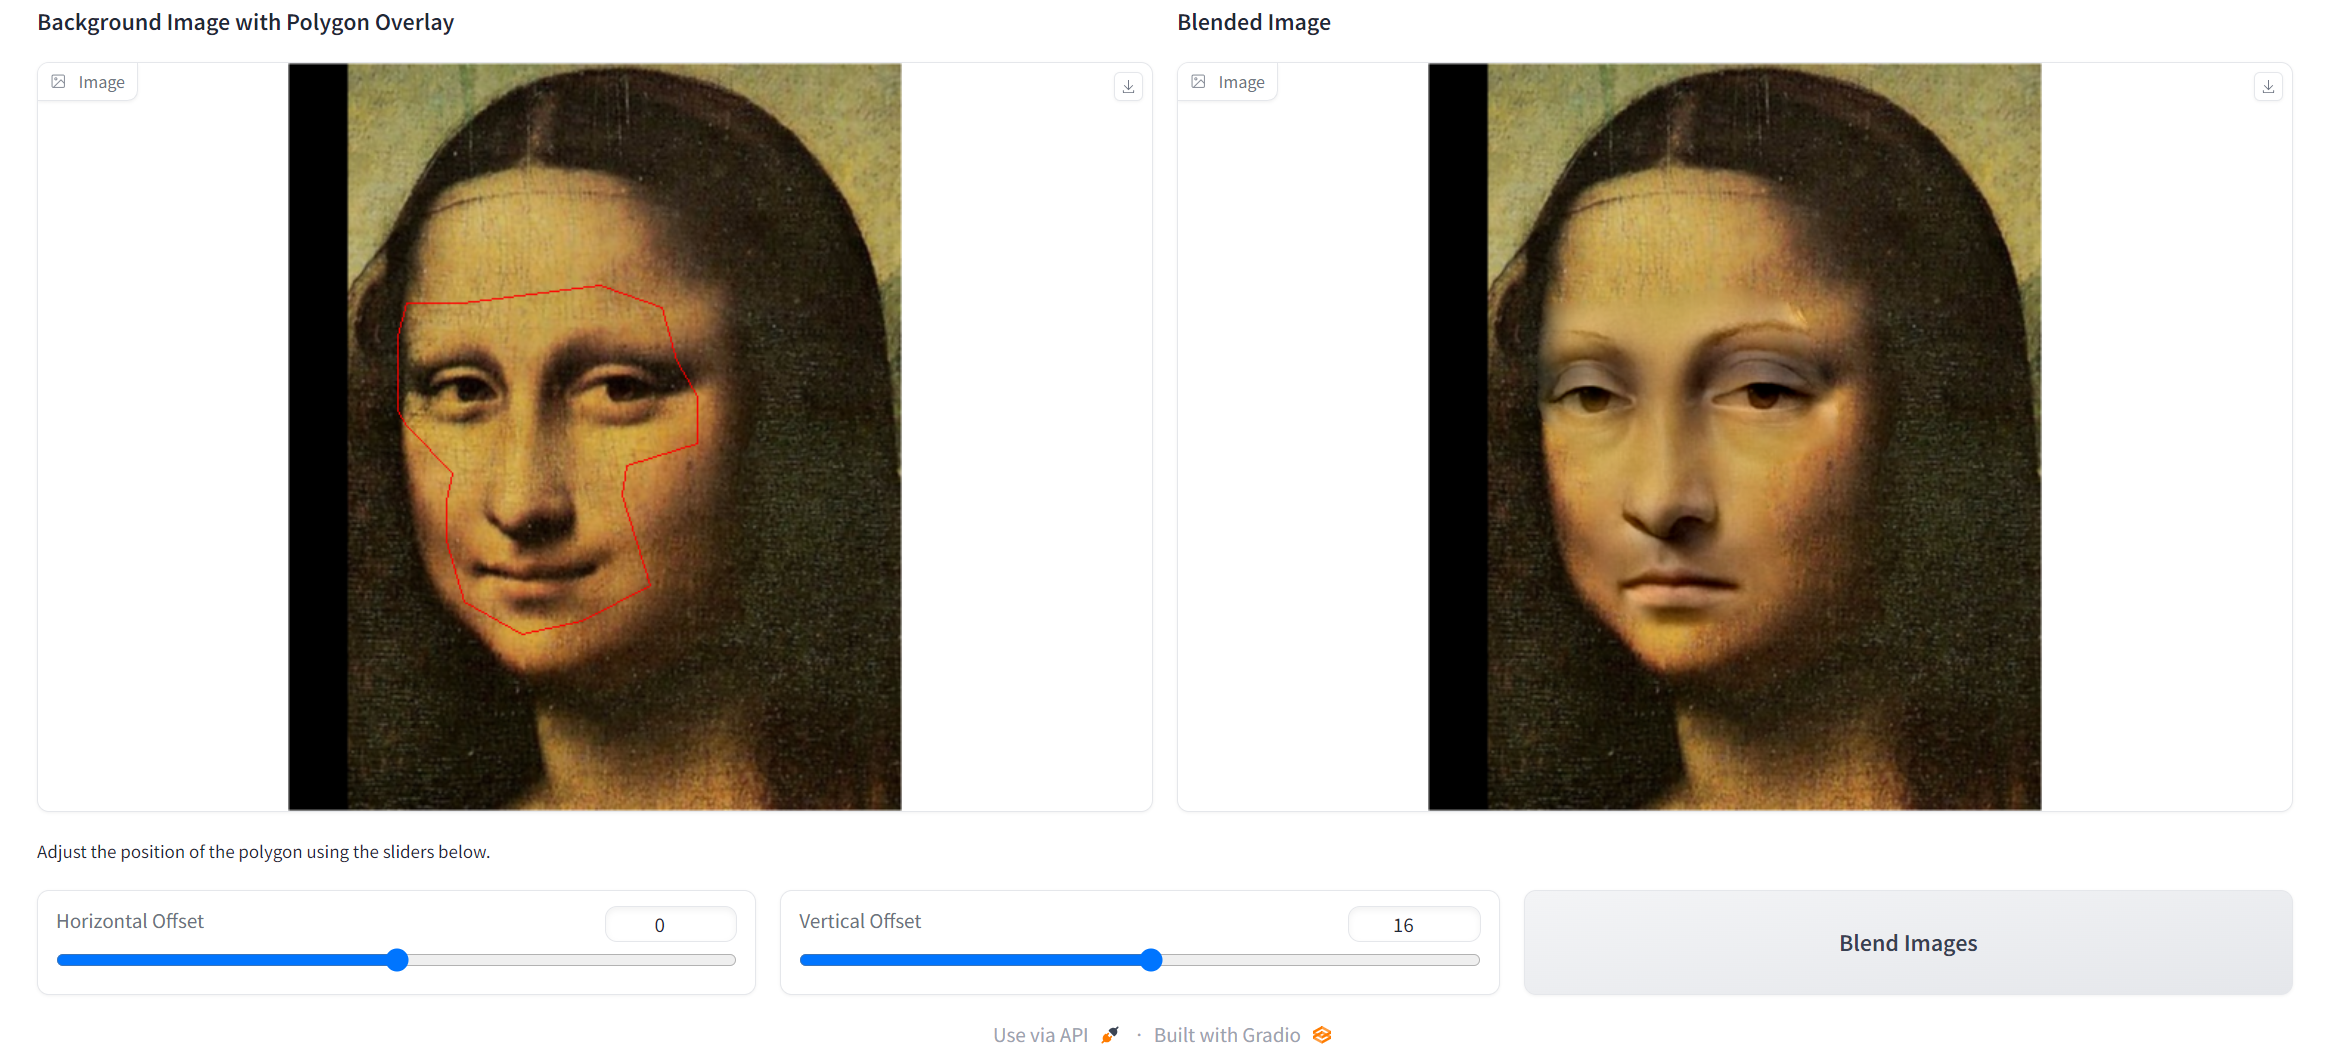 Background Image with Polygon Overlay
Blended Image
Image
Image
Adjust the position of the polygon using the sliders below.
Horizontal Offset
0
Vertical Offset
16
Blend Images
Use via API · Built with Gradio